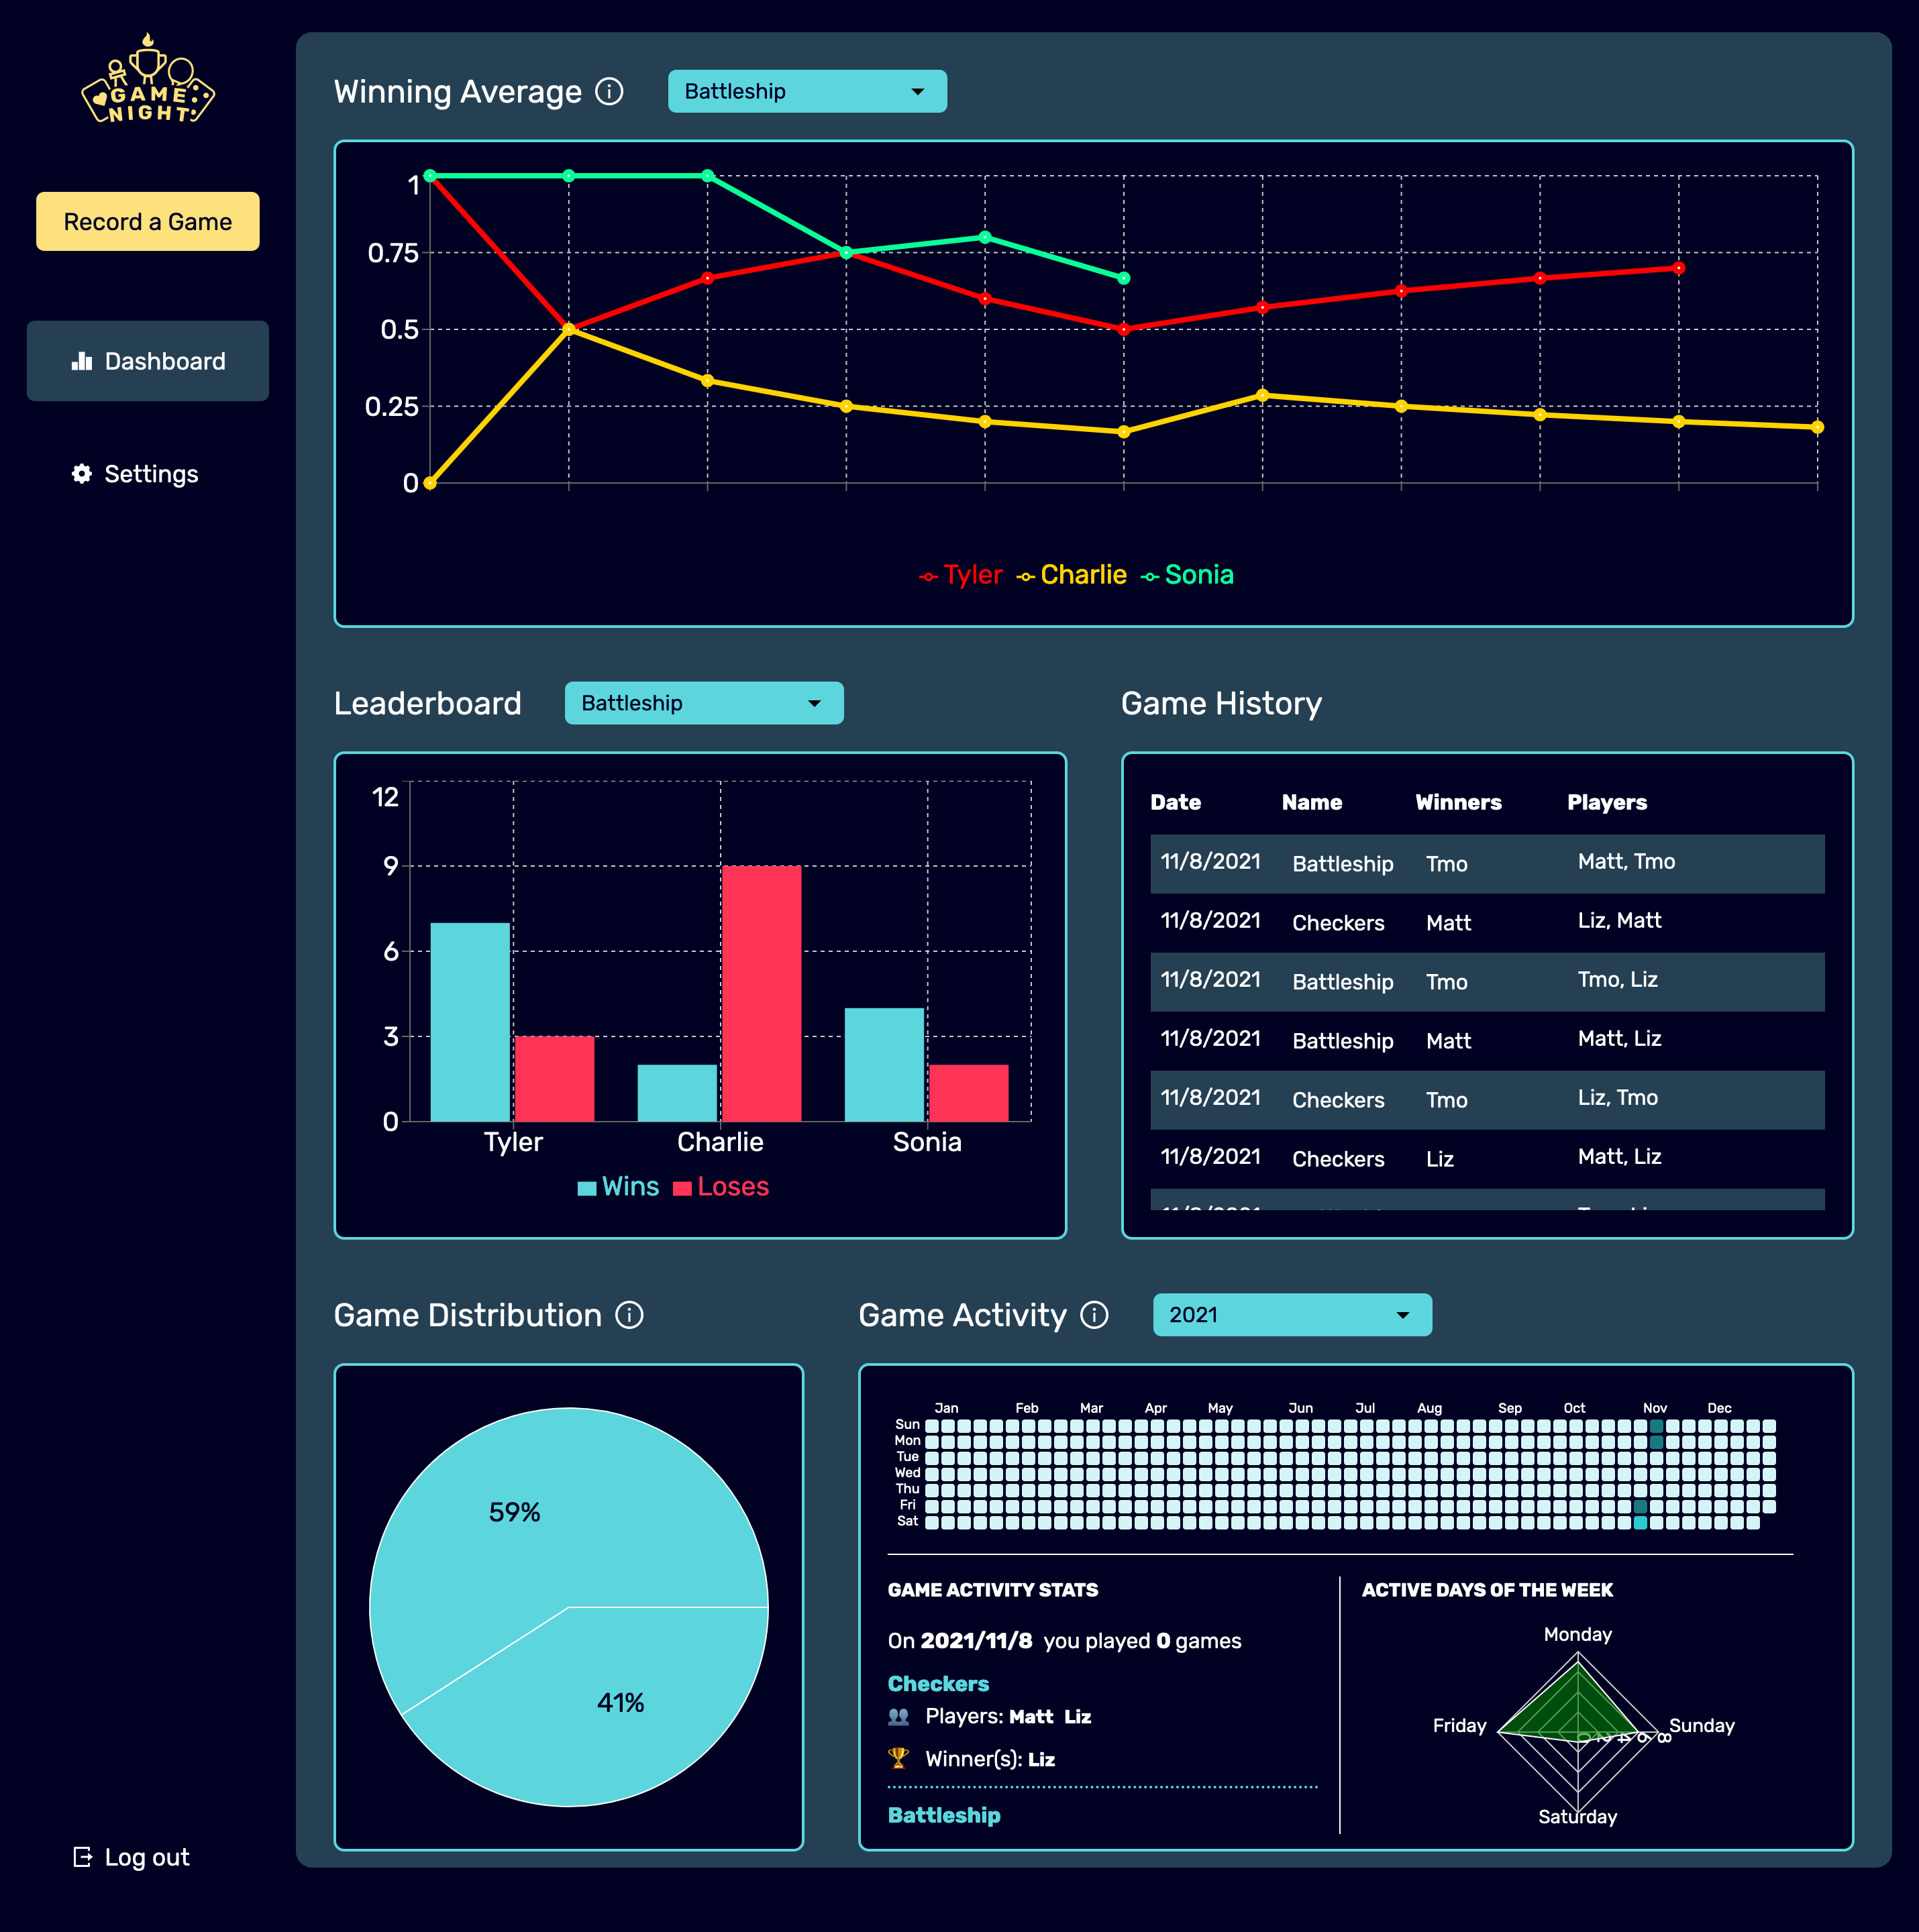 GAME
NIGHT
Record a Game
Dashboard
Settings
Log out
Winning Average
Battleship
1
0.75
0.5
0.25
0
Tyler Charlie Sonia
Leaderboard
Battleship
12
9
6
3
0
Tyler Charlie Sonia
Wins Loses
Game History
Date Name Winners Players
11/8/2021 Battleship Tmo Matt, Tmo
11/8/2021 Checkers Matt Liz, Matt
11/8/2021 Battleship Tmo Tmo, Liz
11/8/2021 Battleship Matt Matt, Liz
11/8/2021 Checkers Tmo Liz, Tmo
11/8/2021 Checkers Liz Matt, Liz
Game Distribution
59%
41%
Game Activity
2021
Jan Feb Mar Apr May Jun Jul Aug Sep Oct Nov Dec
Sun
Mon
Tue
Wed
Thu
Fri
Sat
GAME ACTIVITY STATS
On 2021/11/8 you played 0 games
Checkers
👥 Players: Matt Liz
🏆 Winner(s): Liz
Battleship
ACTIVE DAYS OF THE WEEK
Monday
Friday
Sunday
0 2 4 6 8
Saturday